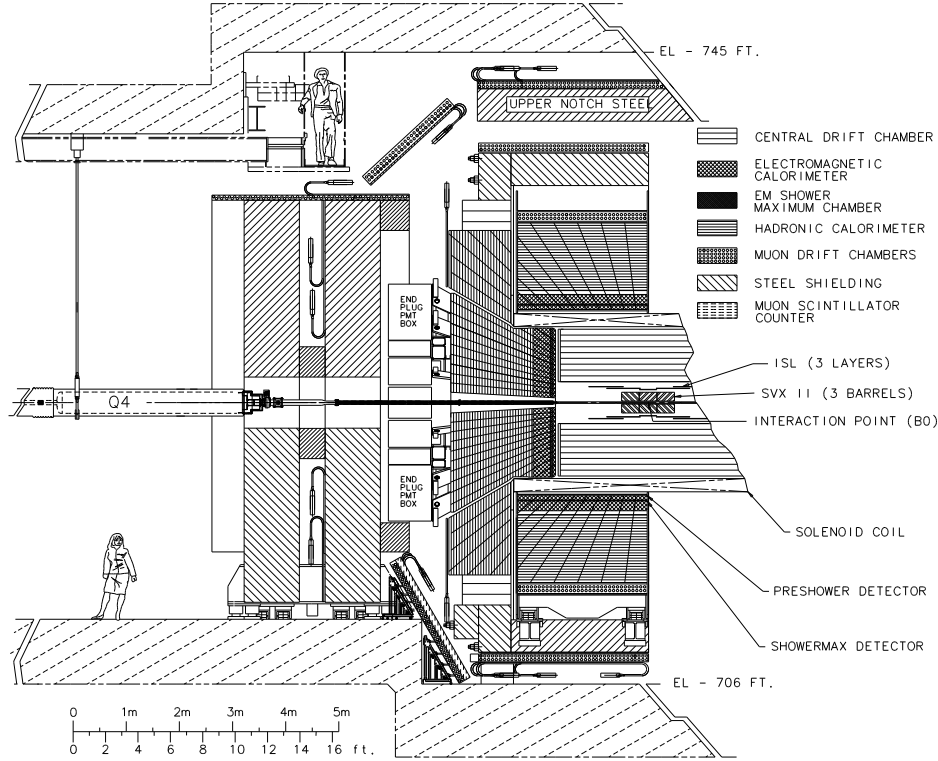 EL - 745 FT.
UPPER NOTCH STEEL
CENTRAL DRIFT CHAMBER
ELECTROMAGNETIC
CALORIMETER
EM SHOWER
MAXIMUM CHAMBER
HADRONIC CALORIMETER
MUON DRIFT CHAMBERS
STEEL SHIELDING
MUON SCINTILLATOR
COUNTER
END
PLUG
PMT
BOX
ISL (3 LAYERS)
Q4
SVX II (3 BARRELS)
INTERACTION POINT (B0)
END
PLUG
PMT
BOX
SOLENOID COIL
PRESHOWER DETECTOR
SHOWERMAX DETECTOR
EL - 706 FT.
0 1m 2m 3m 4m 5m
0 2 4 6 8 10 12 14 16 ft.